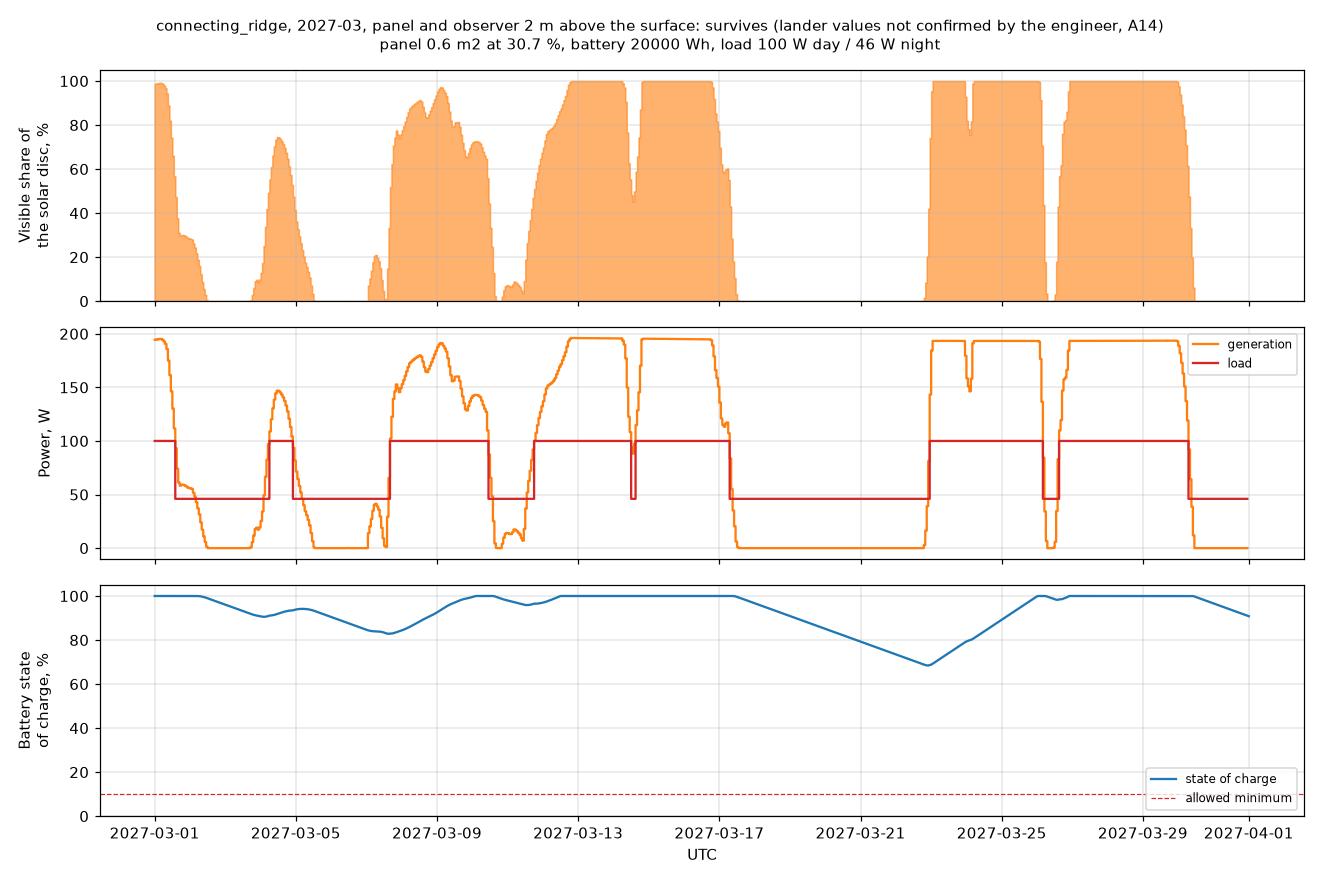 connecting_ridge, 2027-03, panel and observer 2 m above the surface: survives (lander values not confirmed by the engineer, A14)
panel 0.6 m2 at 30.7 %, battery 20000 Wh, load 100 W day / 46 W night
Visible share of
the solar disc, %
100
80
60
40
20
0
Power, W
200
150
100
50
0
generation
load
Battery state
of charge, %
100
80
60
40
20
0
state of charge
allowed minimum
2027-03-01
2027-03-05
2027-03-09
2027-03-13
2027-03-17
2027-03-21
2027-03-25
2027-03-29
2027-04-01
UTC